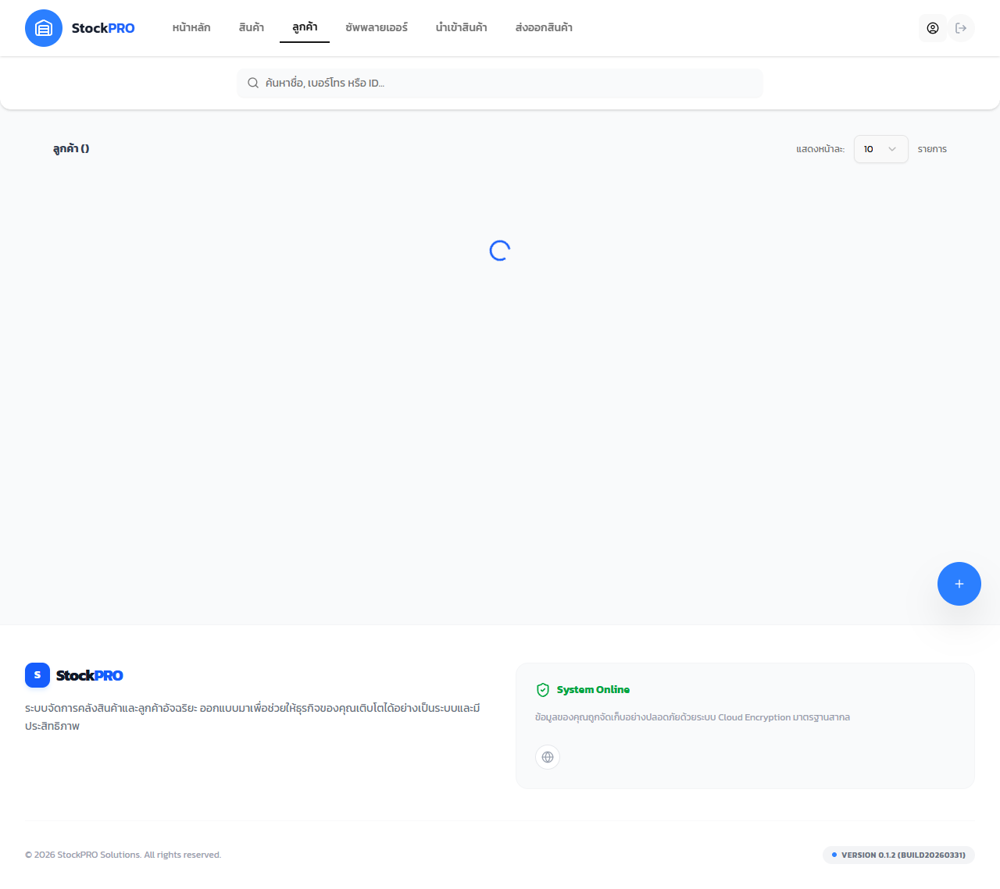 StockPRO
หน้าหลัก
สินค้า
ลูกค้า
ซัพพลายเออร์
นำเข้าสินค้า
ส่งออกสินค้า
ค้นหาชื่อ, เบอร์โทร หรือ ID...
ลูกค้า ()
แสดงหน้าละ:
10
รายการ
S
StockPRO
ระบบจัดการคลังสินค้าและลูกค้าอัจฉริยะ ออกแบบมาเพื่อช่วยให้ธุรกิจของคุณเติบโตได้อย่างเป็นระบบและมี
ประสิทธิภาพ
System Online
ข้อมูลของคุณถูกจัดเก็บอย่างปลอดภัยด้วยระบบ Cloud Encryption มาตรฐานสากล
© 2026 StockPRO Solutions. All rights reserved.
VERSION 0.1.2 (BUILD20260331)